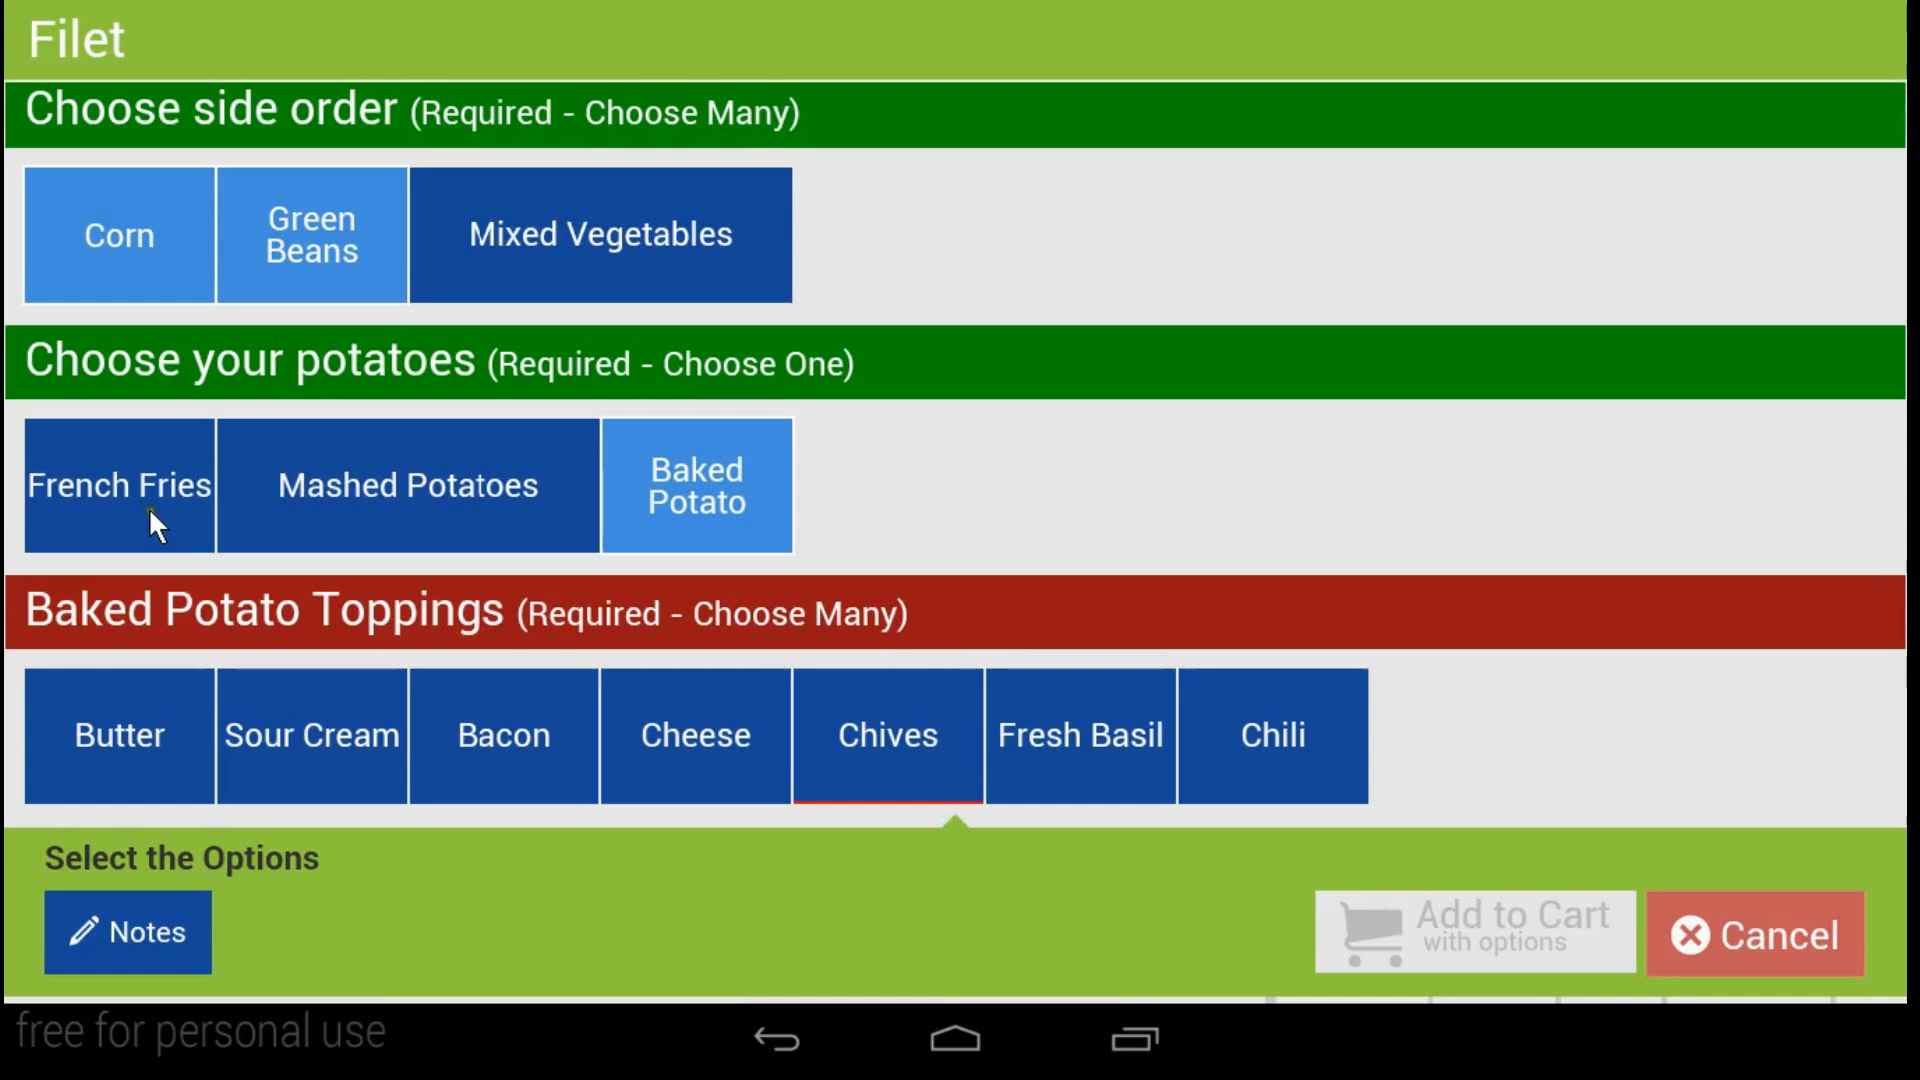 Filet
Choose side order (Required - Choose Many)
Corn
Green
Beans
Mixed Vegetables
Choose your potatoes (Required - Choose One)
French Fries
Mashed Potatoes
Baked
Potato
Baked Potato Toppings (Required - Choose Many)
Butter
Sour Cream
Bacon
Cheese
Chives
Fresh Basil
Chili
Select the Options
Notes
Add to Cart
with options
Cancel
free for personal use